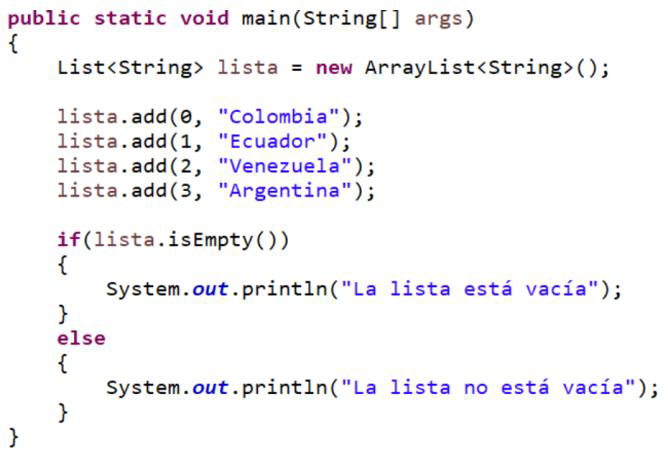 public static void main(String[] args)
{
    List<String> lista = new ArrayList<String>();

    lista.add(0, "Colombia");
    lista.add(1, "Ecuador");
    lista.add(2, "Venezuela");
    lista.add(3, "Argentina");

    if(lista.isEmpty())
    {
        System.out.println("La lista está vacía");
    }
    else
    {
        System.out.println("La lista no está vacía");
    }
}